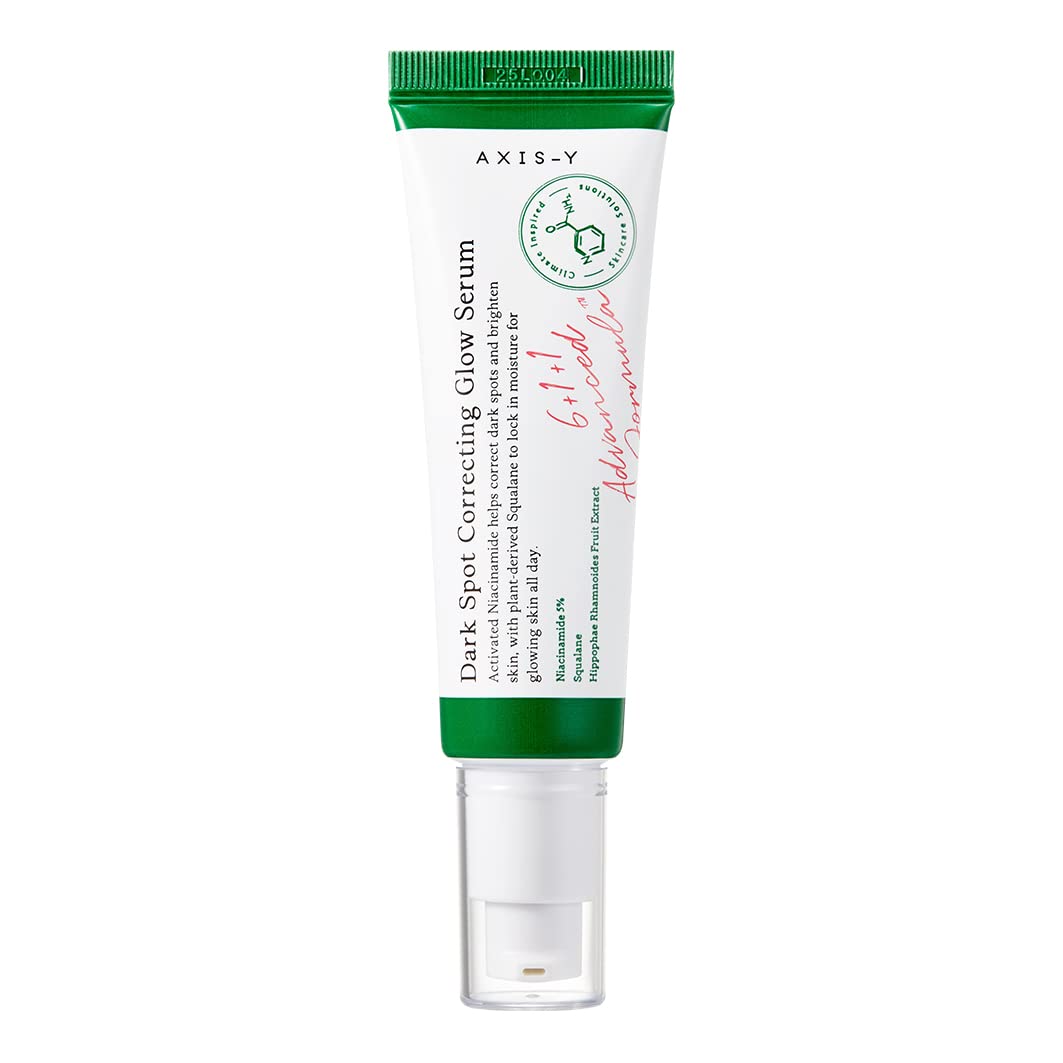 25L004
AXIS-Y
Climate Inspired
Skincare Solutions
Dark Spot Correcting Glow Serum
Activated Niacinamide helps correct dark spots and brighten
skin, with plant-derived Squalane to lock in moisture for
glowing skin all day.
6+1+1
Advanced™
Formula
Niacinamide 5%
Squalane
Hippophae Rhamnoides Fruit Extract